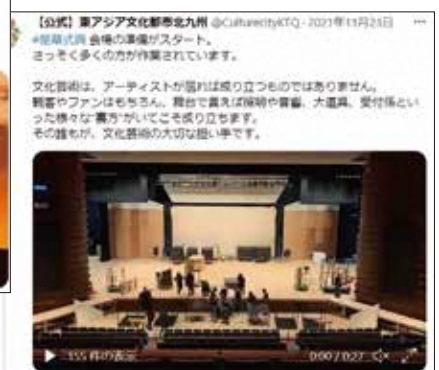 【公式】東アジア文化都市北九州 @CulturecityKTQ・2021年11月23日 …
#閉幕式典 会場の準備がスタート。
さっそく多くの方が作業されています。
文化芸術は、アーティストが居れば成り立つものではありません。
観客やファンはもちろん、舞台で言えば照明や音響、大道具、受付係とい
った様々な"裏方"がいてこそ成り立ちます。
その誰もが、文化芸術の大切な担い手です。
155 件の表示
0:00 / 0:27